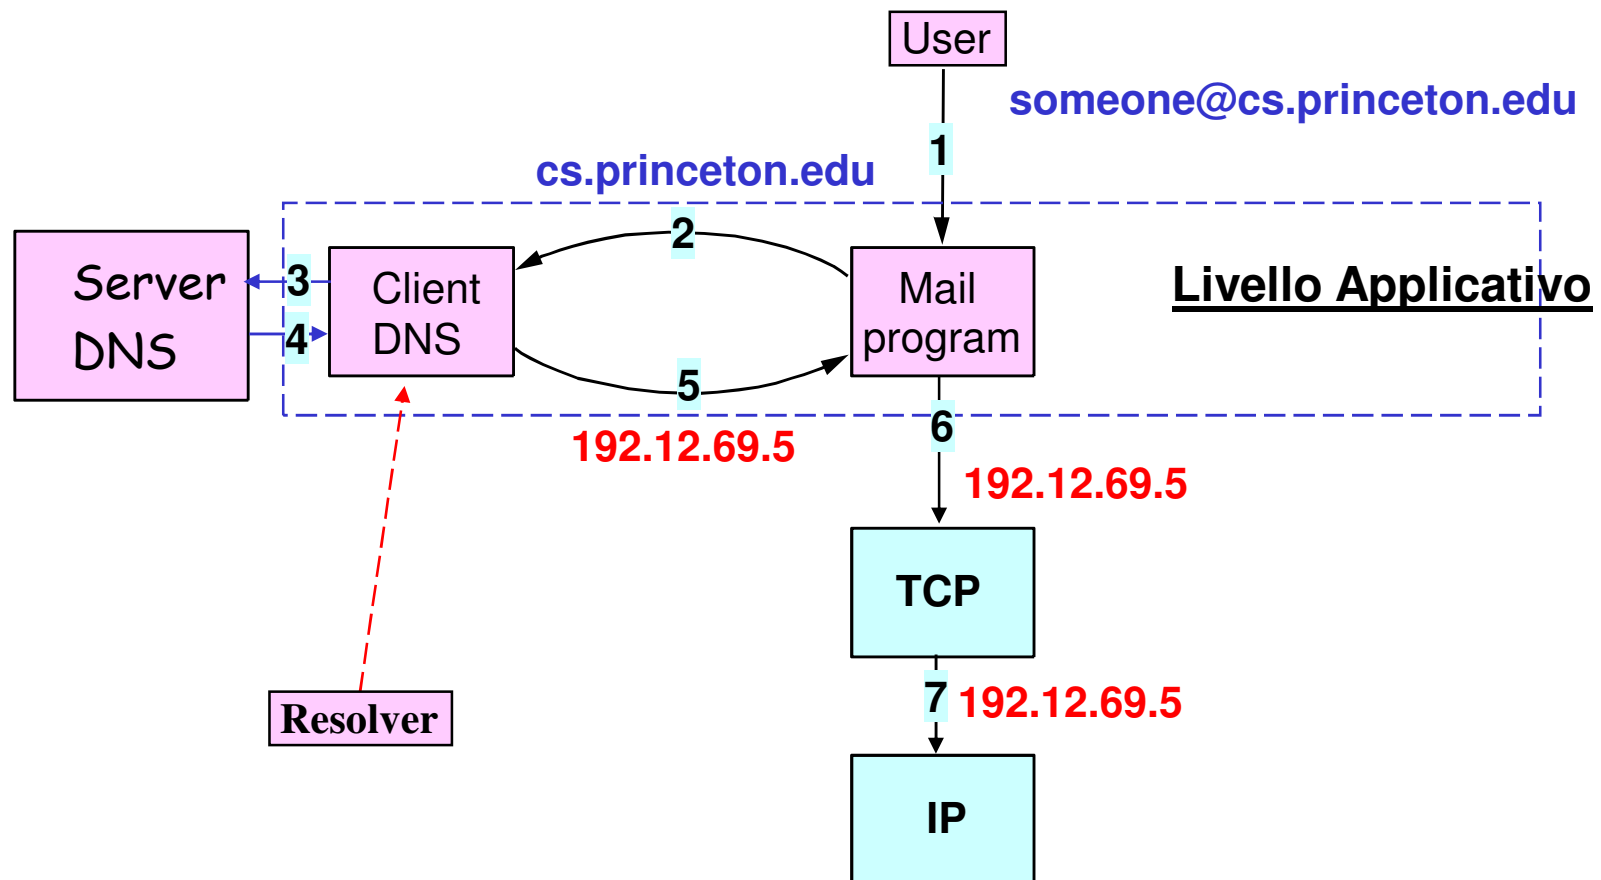 User
someone@cs.princeton.edu
1
cs.princeton.edu
2
Server
DNS
3
4
Client
DNS
Mail
program
Livello Applicativo
5
192.12.69.5
6
192.12.69.5
TCP
7
192.12.69.5
Resolver
IP